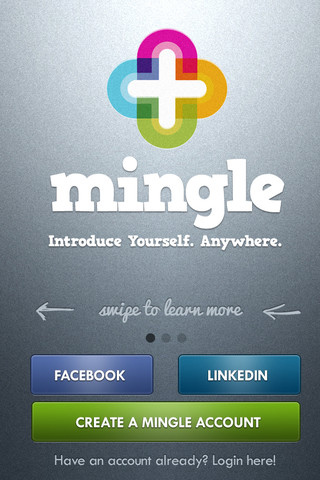 mingle
Introduce Yourself. Anywhere.
swipe to learn more
FACEBOOK LINKEDIN
CREATE A MINGLE ACCOUNT
Have an account already? Login here!